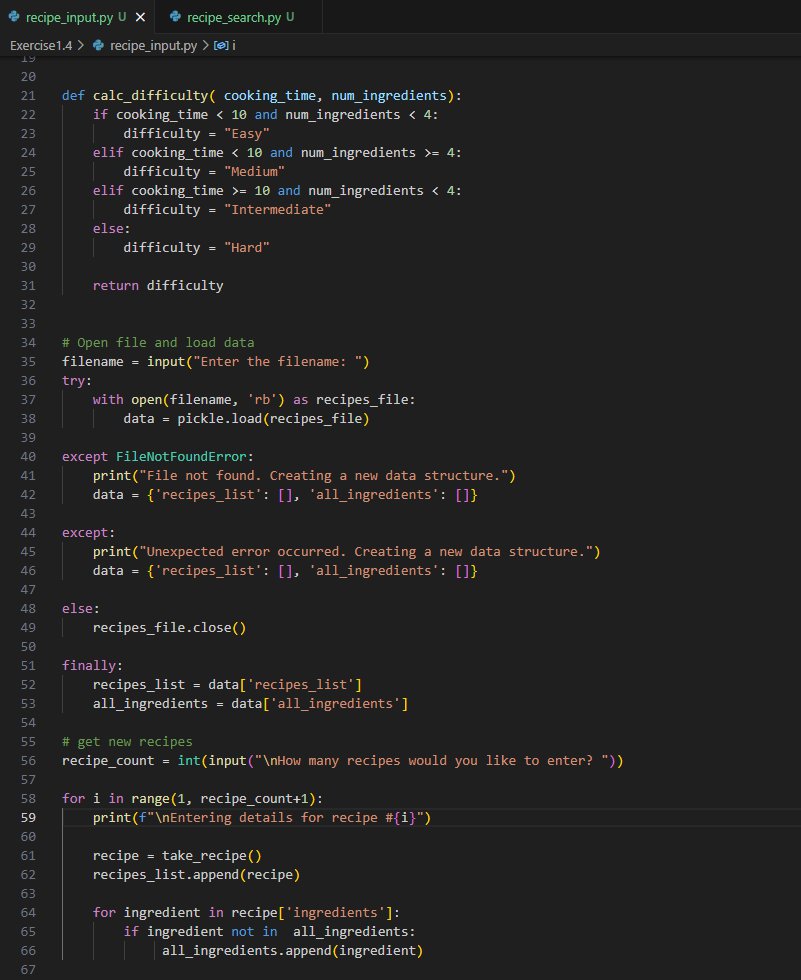 recipe_input.py U × recipe_search.py U
Exercise1.4 > recipe_input.py > i
19
20
21 def calc_difficulty( cooking_time, num_ingredients):
22 if cooking_time < 10 and num_ingredients < 4:
23 difficulty = "Easy"
24 elif cooking_time < 10 and num_ingredients >= 4:
25 difficulty = "Medium"
26 elif cooking_time >= 10 and num_ingredients < 4:
27 difficulty = "Intermediate"
28 else:
29 difficulty = "Hard"
30
31 return difficulty
32
33
34 # Open file and load data
35 filename = input("Enter the filename: ")
36 try:
37 with open(filename, 'rb') as recipes_file:
38 data = pickle.load(recipes_file)
39
40 except FileNotFoundError:
41 print("File not found. Creating a new data structure.")
42 data = {'recipes_list': [], 'all_ingredients': []}
43
44 except:
45 print("Unexpected error occurred. Creating a new data structure.")
46 data = {'recipes_list': [], 'all_ingredients': []}
47
48 else:
49 recipes_file.close()
50
51 finally:
52 recipes_list = data['recipes_list']
53 all_ingredients = data['all_ingredients']
54
55 # get new recipes
56 recipe_count = int(input("\nHow many recipes would you like to enter? "))
57
58 for i in range(1, recipe_count+1):
59 print(f"\nEntering details for recipe #{i}")
60
61 recipe = take_recipe()
62 recipes_list.append(recipe)
63
64 for ingredient in recipe['ingredients']:
65 if ingredient not in  all_ingredients:
66 all_ingredients.append(ingredient)
67